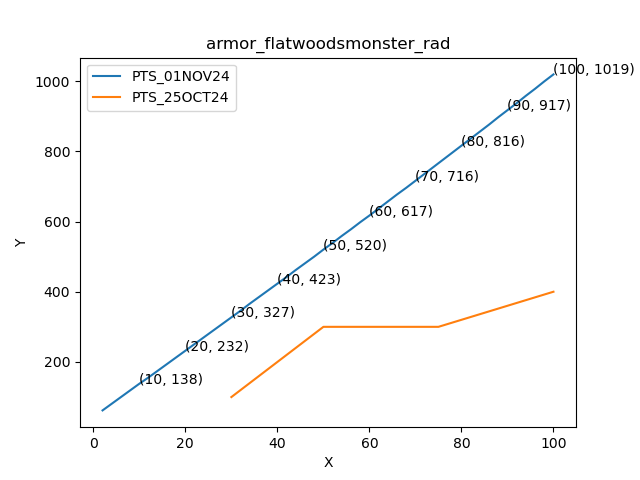 armor_flatwoodsmonster_rad
PTS_01NOV24
PTS_25OCT24
(100, 1019)
(90, 917)
(80, 816)
(70, 716)
(60, 617)
(50, 520)
(40, 423)
(30, 327)
(20, 232)
(10, 138)
1000
800
600
400
200
Y
0 20 40 60 80 100
X